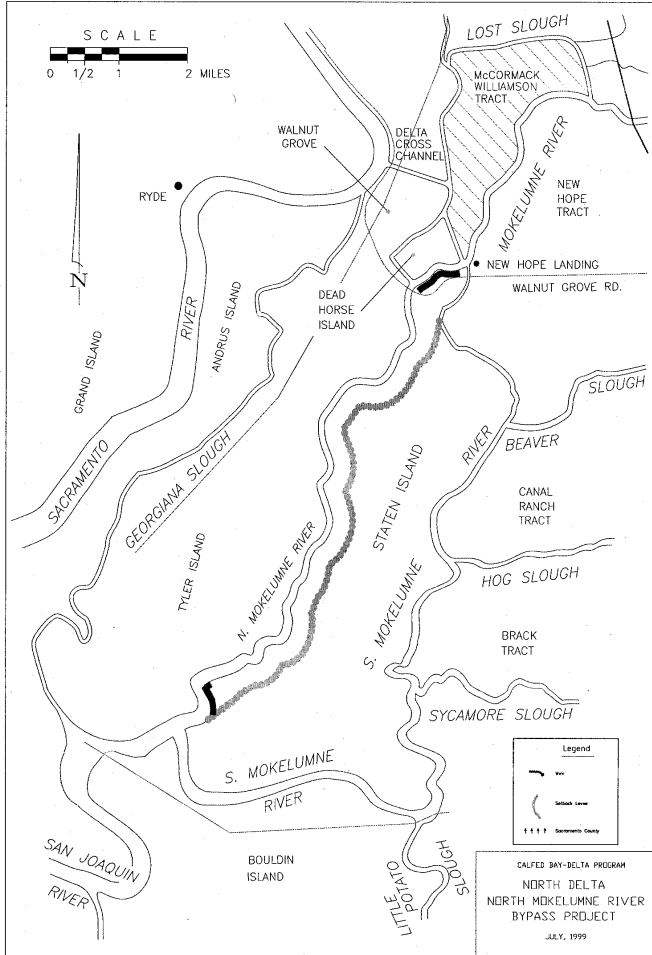 SCALE
0 1/2 1 2 MILES
LOST SLOUGH
McCORMACK
WILLIAMSON
TRACT
WALNUT
GROVE
DELTA
CROSS
CHANNEL
MOKELUMNE RIVER
RYDE
NEW
HOPE
TRACT
N
NEW HOPE LANDING
WALNUT GROVE RD.
DEAD
HORSE
ISLAND
GRAND ISLAND
RIVER
ANDRUS ISLAND
SLOUGH
BEAVER
RIVER
SACRAMENTO
GEORGIANA SLOUGH
STATEN ISLAND
CANAL
RANCH
TRACT
TYLER ISLAND
N. MOKELUMNE RIVER
HOG SLOUGH
S. MOKELUMNE
BRACK
TRACT
SYCAMORE SLOUGH
S. MOKELUMNE
RIVER
Legend
Weir
Setback Levee
Sacramento County
SAN JOAQUIN
RIVER
BOULDIN
ISLAND
LITTLE
POTATO
SLOUGH
CALFED BAY-DELTA PROGRAM
NORTH DELTA
NORTH MOKELUMNE RIVER
BYPASS PROJECT
JULY, 1999